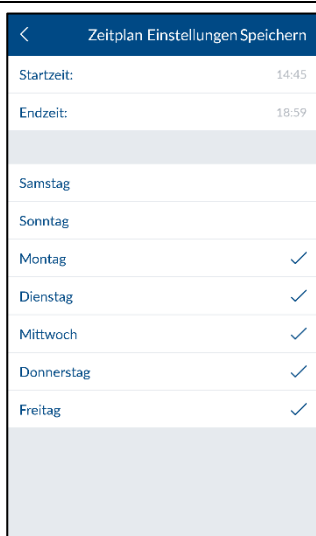 Zeitplan Einstellungen Speichern
Startzeit: 14:45
Endzeit: 18:59
Samstag
Sonntag
Montag
Dienstag
Mittwoch
Donnerstag
Freitag